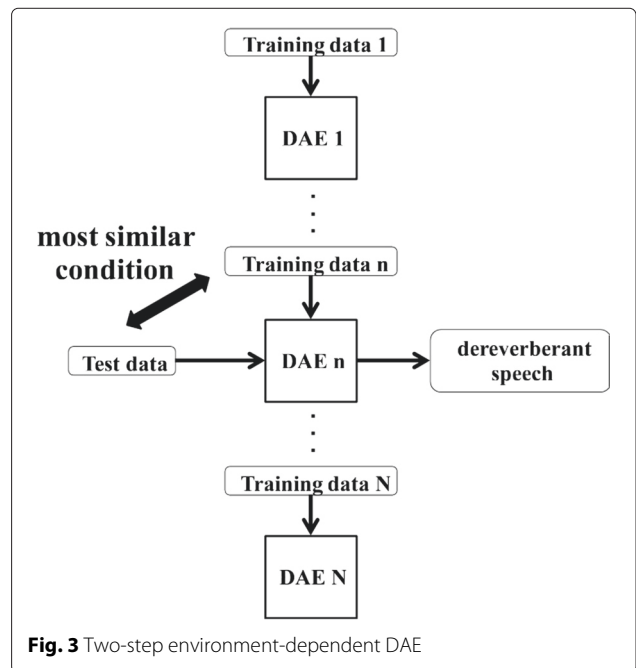 Training data 1
DAE 1
most similar
condition
Training data n
Test data
DAE n
dereverberant
speech
Training data N
DAE N
Fig. 3 Two-step environment-dependent DAE